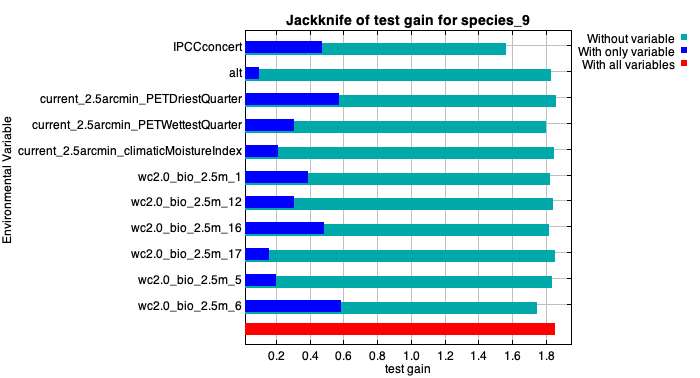 Jackknife of test gain for species_9
Without variable
With only variable
With all variables
Environmental Variable
IPCCconcert
alt
current_2.5arcmin_PETDriestQuarter
current_2.5arcmin_PETWettestQuarter
current_2.5arcmin_climaticMoistureIndex
wc2.0_bio_2.5m_1
wc2.0_bio_2.5m_12
wc2.0_bio_2.5m_16
wc2.0_bio_2.5m_17
wc2.0_bio_2.5m_5
wc2.0_bio_2.5m_6
0.2 0.4 0.6 0.8 1.0 1.2 1.4 1.6 1.8
test gain